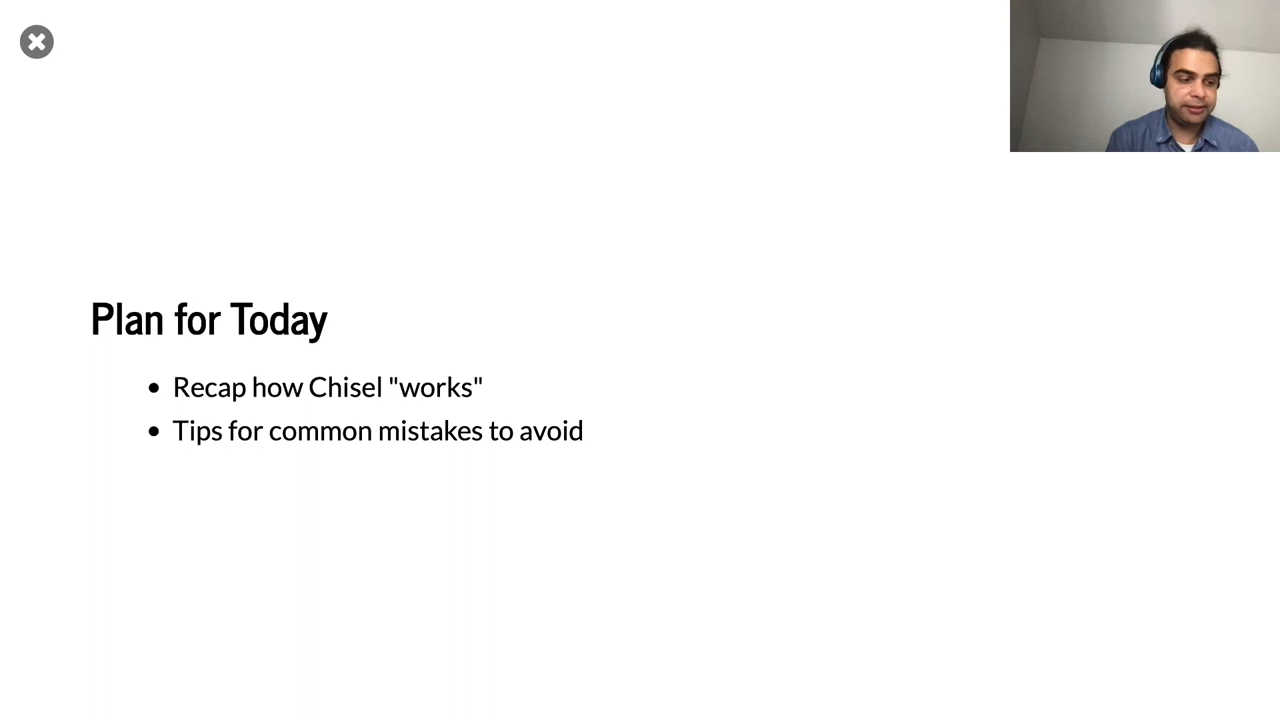 Plan for Today
• Recap how Chisel "works"
• Tips for common mistakes to avoid